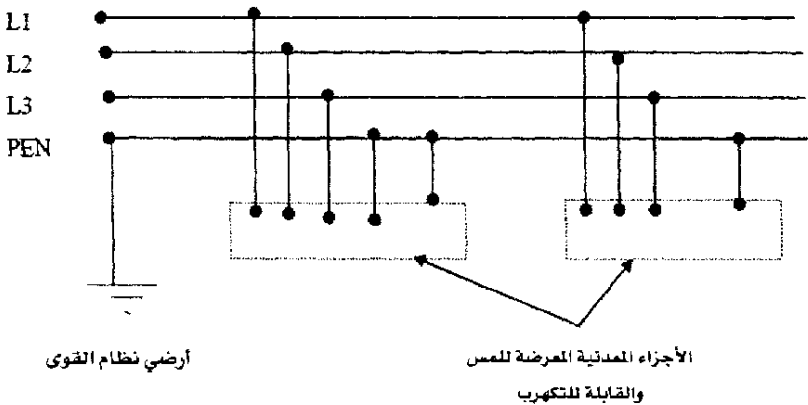 L1
L2
L3
PEN
أرضي نظام القوى
الأجزاء المعدنية المعرضة للمس
والقابلة للتكهرب